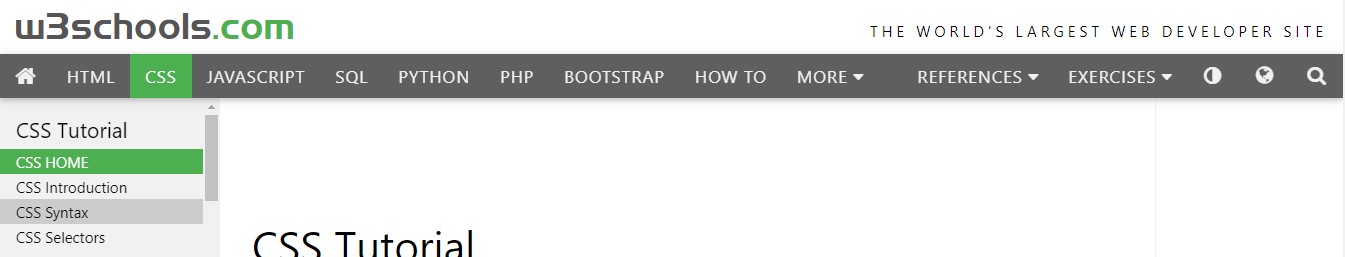 w3schools.com
THE WORLD'S LARGEST WEB DEVELOPER SITE
HTML CSS JAVASCRIPT SQL PYTHON PHP BOOTSTRAP HOW TO MORE REFERENCES EXERCISES
CSS Tutorial
CSS HOME
CSS Introduction
CSS Syntax
CSS Selectors
CSS Tutorial